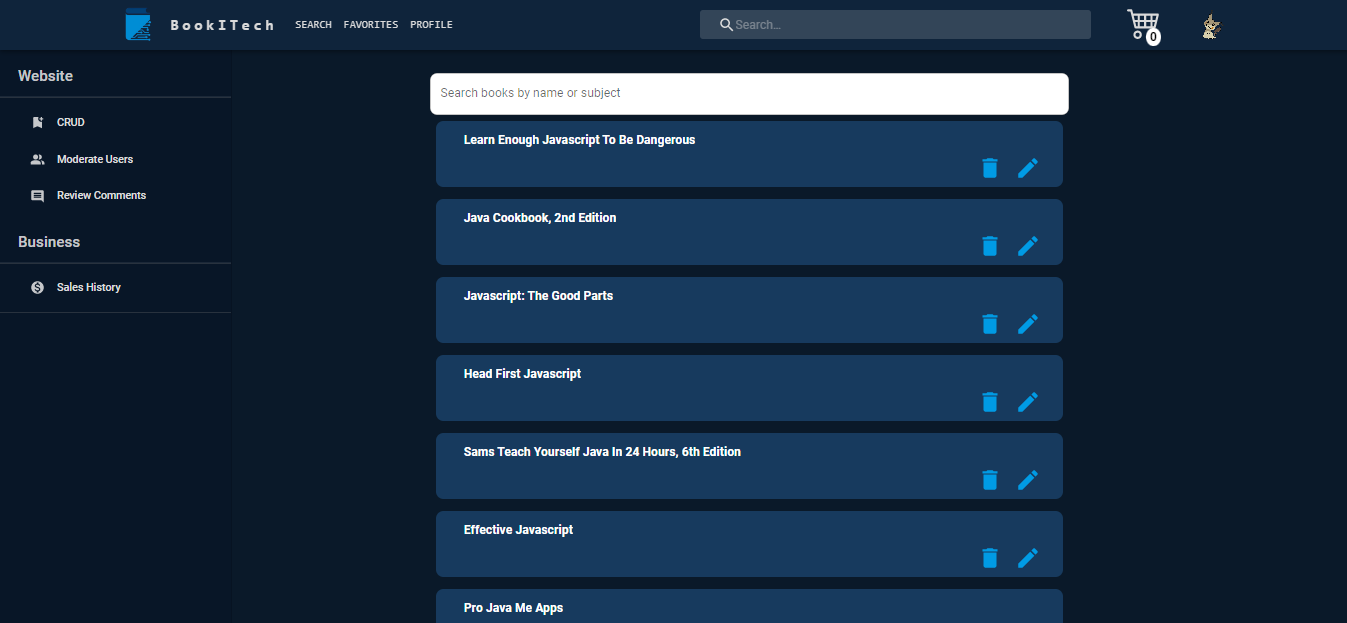 BookITech
SEARCH FAVORITES PROFILE
Search...
0
Website
CRUD
Moderate Users
Review Comments
Business
Sales History
Search books by name or subject
Learn Enough Javascript To Be Dangerous
Java Cookbook, 2nd Edition
Javascript: The Good Parts
Head First Javascript
Sams Teach Yourself Java In 24 Hours, 6th Edition
Effective Javascript
Pro Java Me Apps